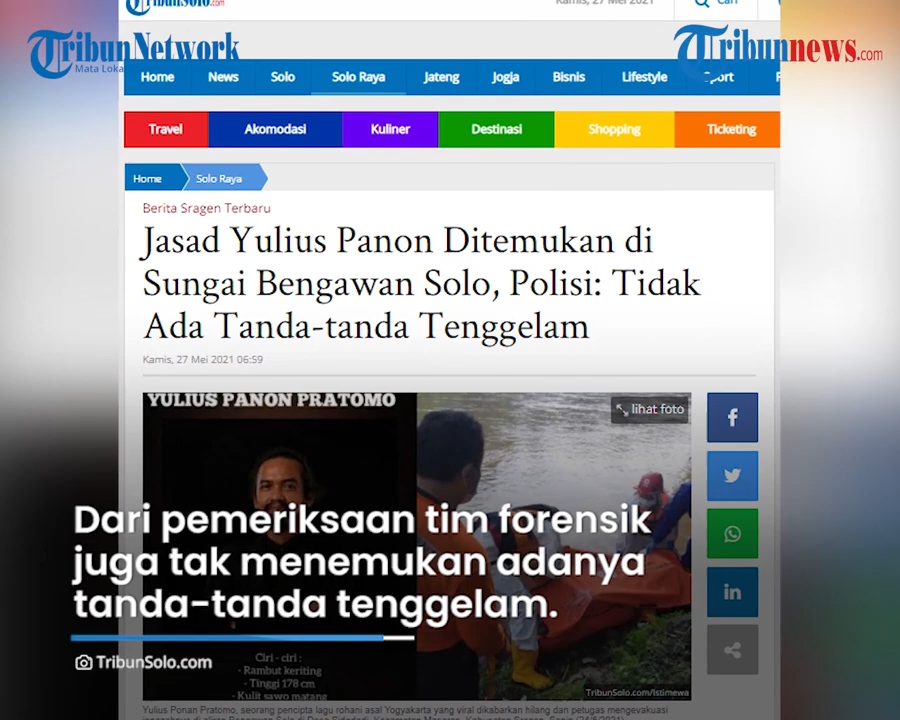 TribunSolo.com
Kamis, 27 Mei 2021
Cari
TribunNetwork
Mata Loka
Tribunnews.com
Home
News
Solo
Solo Raya
Jateng
Jogja
Bisnis
Lifestyle
Sport
Travel
Akomodasi
Kuliner
Destinasi
Shopping
Ticketing
Home
Solo Raya
Berita Sragen Terbaru
Jasad Yulius Panon Ditemukan di
Sungai Bengawan Solo, Polisi: Tidak
Ada Tanda-tanda Tenggelam
Kamis, 27 Mei 2021 06:59
YULIUS PANON PRATOMO
lihat foto
Dari pemeriksaan tim forensik
juga tak menemukan adanya
tanda-tanda tenggelam.
TribunSolo.com
Ciri - ciri :
- Rambut keriting
- Tinggi 178 cm
- Kulit sawo matang
TribunSolo.com/Istimewa
Yulius Ponan Pratomo, seorang pencipta lagu rohani asal Yogyakarta yang viral dikabarkan hilang dan petugas mengevakuasi